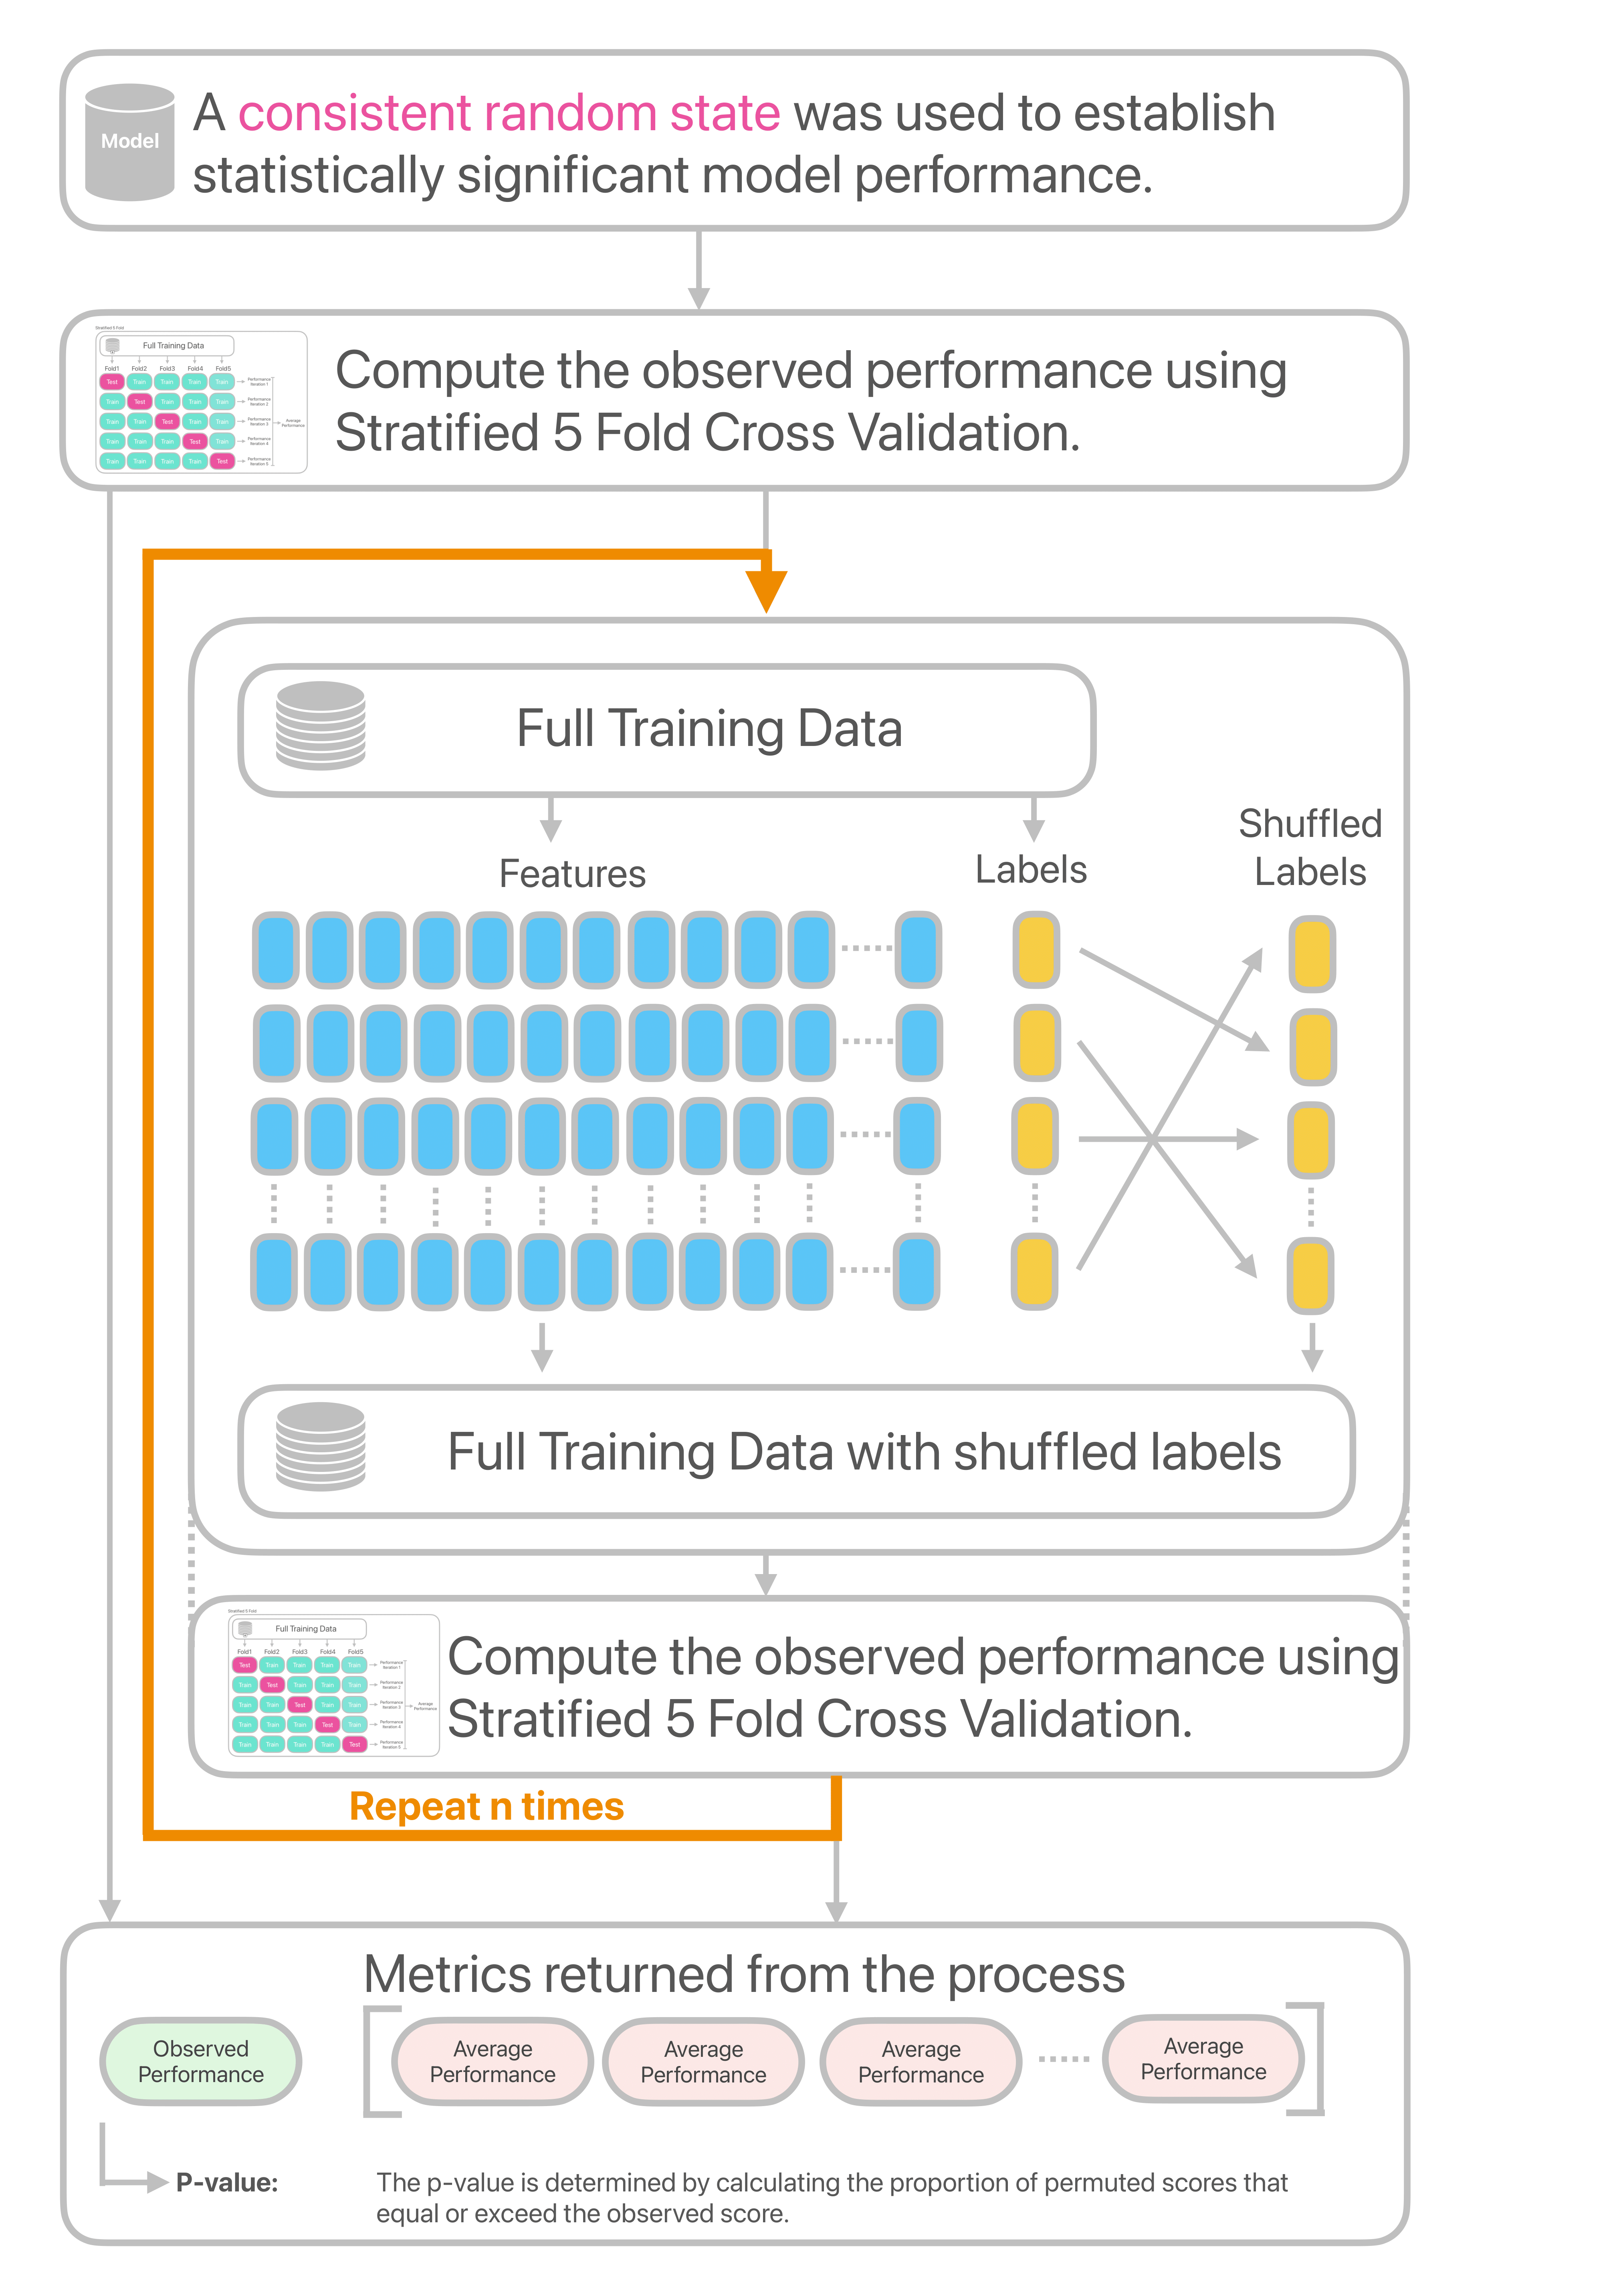 Model
A consistent random state was used to establish
statistically significant model performance.
Stratified 5 Fold
Full Training Data
Fold1 Fold2 Fold3 Fold4 Fold5
Test Train Train Train Train Performance Iteration 1
Train Test Train Train Train Performance Iteration 2
Train Train Test Train Train Performance Iteration 3
Average Performance
Train Train Train Test Train Performance Iteration 4
Train Train Train Train Test Performance Iteration 5
Compute the observed performance using
Stratified 5 Fold Cross Validation.
Full Training Data
Features
Labels
Shuffled
Labels
Full Training Data with shuffled labels
Stratified 5 Fold
Full Training Data
Fold1 Fold2 Fold3 Fold4 Fold5
Test Train Train Train Train Performance Iteration 1
Train Test Train Train Train Performance Iteration 2
Train Train Test Train Train Performance Iteration 3
Average Performance
Train Train Train Test Train Performance Iteration 4
Train Train Train Train Test Performance Iteration 5
Compute the observed performance using
Stratified 5 Fold Cross Validation.
Repeat n times
Metrics returned from the process
Observed
Performance
Average
Performance
Average
Performance
Average
Performance
Average
Performance
P-value:
The p-value is determined by calculating the proportion of permuted scores that
equal or exceed the observed score.